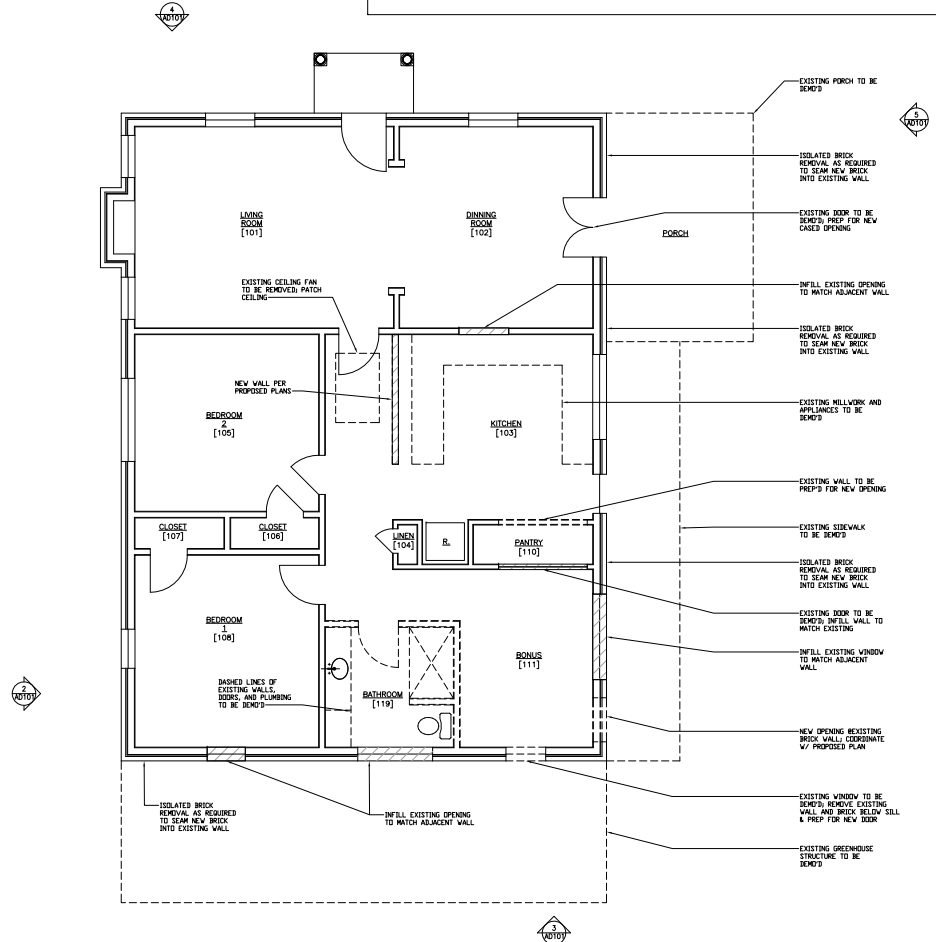 4
AD101
EXISTING PORCH TO BE
DEMO'D
5
AD101
ISOLATED BRICK
REMOVAL AS REQUIRED
TO SEAM NEW BRICK
INTO EXISTING WALL
LIVING
ROOM
[101]
DINNING
ROOM
[102]
EXISTING DOOR TO BE
DEMO'D; PREP FOR NEW
CASED OPENING
PORCH
EXISTING CEILING FAN
TO BE REMOVED; PATCH
CEILING
INFILL EXISTING OPENING
TO MATCH ADJACENT WALL
ISOLATED BRICK
REMOVAL AS REQUIRED
TO SEAM NEW BRICK
INTO EXISTING WALL
NEW WALL PER
PROPOSED PLANS
BEDROOM
2
[105]
KITCHEN
[103]
EXISTING MILLWORK AND
APPLIANCES TO BE
DEMO'D
EXISTING WALL TO BE
PREP'D FOR NEW OPENING
CLOSET
[107]
CLOSET
[106]
LINEN
[104]
R.
PANTRY
[110]
EXISTING SIDEWALK
TO BE DEMO'D
ISOLATED BRICK
REMOVAL AS REQUIRED
TO SEAM NEW BRICK
INTO EXISTING WALL
BEDROOM
1
[108]
EXISTING DOOR TO BE
DEMO'D; INFILL WALL TO
MATCH EXISTING
BONUS
[111]
INFILL EXISTING WINDOW
TO MATCH ADJACENT
WALL
2
AD101
DASHED LINES OF
EXISTING WALLS,
DOORS, AND PLUMBING
TO BE DEMO'D
BATHROOM
[119]
NEW OPENING @EXISTING
BRICK WALL; COORDINATE
W/ PROPOSED PLAN
ISOLATED BRICK
REMOVAL AS REQUIRED
TO SEAM NEW BRICK
INTO EXISTING WALL
INFILL EXISTING OPENING
TO MATCH ADJACENT WALL
EXISTING WINDOW TO BE
DEMO'D; REMOVE EXISTING
WALL AND BRICK BELOW SILL
& PREP FOR NEW DOOR
EXISTING GREENHOUSE
STRUCTURE TO BE
DEMO'D
3
AD101